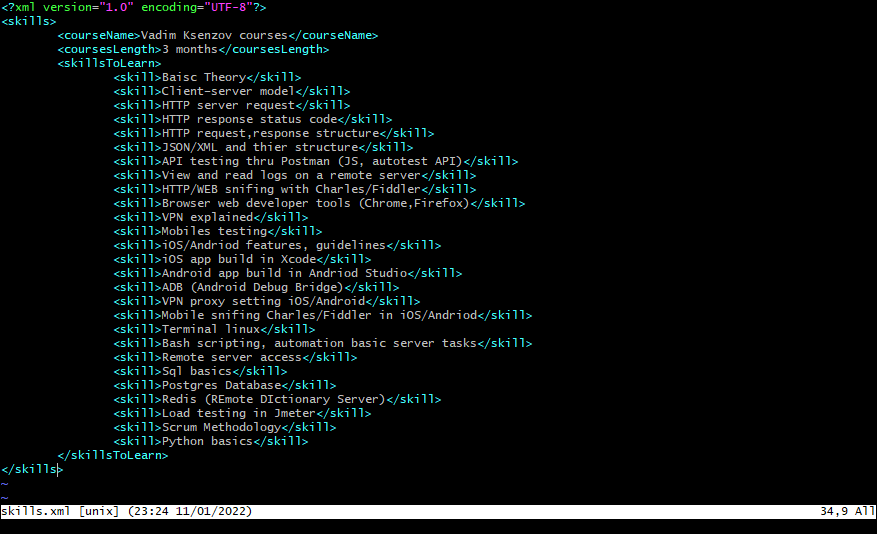 <?xml version="1.0" encoding="UTF-8"?>
<skills>
        <courseName>Vadim Ksenzov courses</courseName>
        <coursesLength>3 months</coursesLength>
        <skillsToLearn>
                <skill>Baisc Theory</skill>
                <skill>Client-server model</skill>
                <skill>HTTP server request</skill>
                <skill>HTTP response status code</skill>
                <skill>HTTP request,response structure</skill>
                <skill>JSON/XML and thier structure</skill>
                <skill>API testing thru Postman (JS, autotest API)</skill>
                <skill>View and read logs on a remote server</skill>
                <skill>HTTP/WEB snifing with Charles/Fiddler</skill>
                <skill>Browser web developer tools (Chrome,Firefox)</skill>
                <skill>VPN explained</skill>
                <skill>Mobiles testing</skill>
                <skill>iOS/Andriod features, guidelines</skill>
                <skill>iOS app build in Xcode</skill>
                <skill>Android app build in Andriod Studio</skill>
                <skill>ADB (Android Debug Bridge)</skill>
                <skill>VPN proxy setting iOS/Android</skill>
                <skill>Mobile snifing Charles/Fiddler in iOS/Andriod</skill>
                <skill>Terminal linux</skill>
                <skill>Bash scripting, automation basic server tasks</skill>
                <skill>Remote server access</skill>
                <skill>Sql basics</skill>
                <skill>Postgres Database</skill>
                <skill>Redis (REmote DIctionary Server)</skill>
                <skill>Load testing in Jmeter</skill>
                <skill>Scrum Methodology</skill>
                <skill>Python basics</skill>
        </skillsToLearn>
</skills>
~
~
skills.xml [unix] (23:24 11/01/2022) 34,9 All